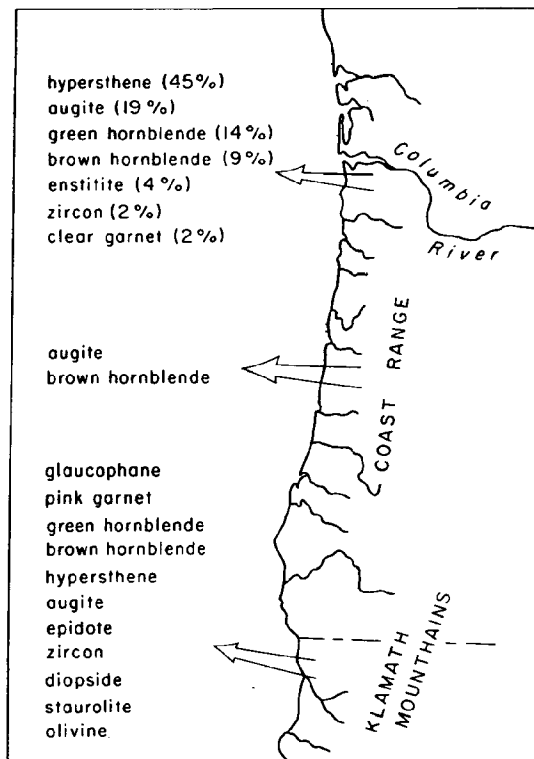 hypersthene (45%)
augite (19%)
green hornblende (14%)
brown hornblende (9%)
enstitite (4%)
zircon (2%)
clear garnet (2%)
Columbia
River
augite
brown hornblende
COAST RANGE
glaucophane
pink garnet
green hornblende
brown hornblende
hypersthene
augite
epidote
zircon
diopside
staurolite
olivine
KLAMATH
MOUNTHAINS